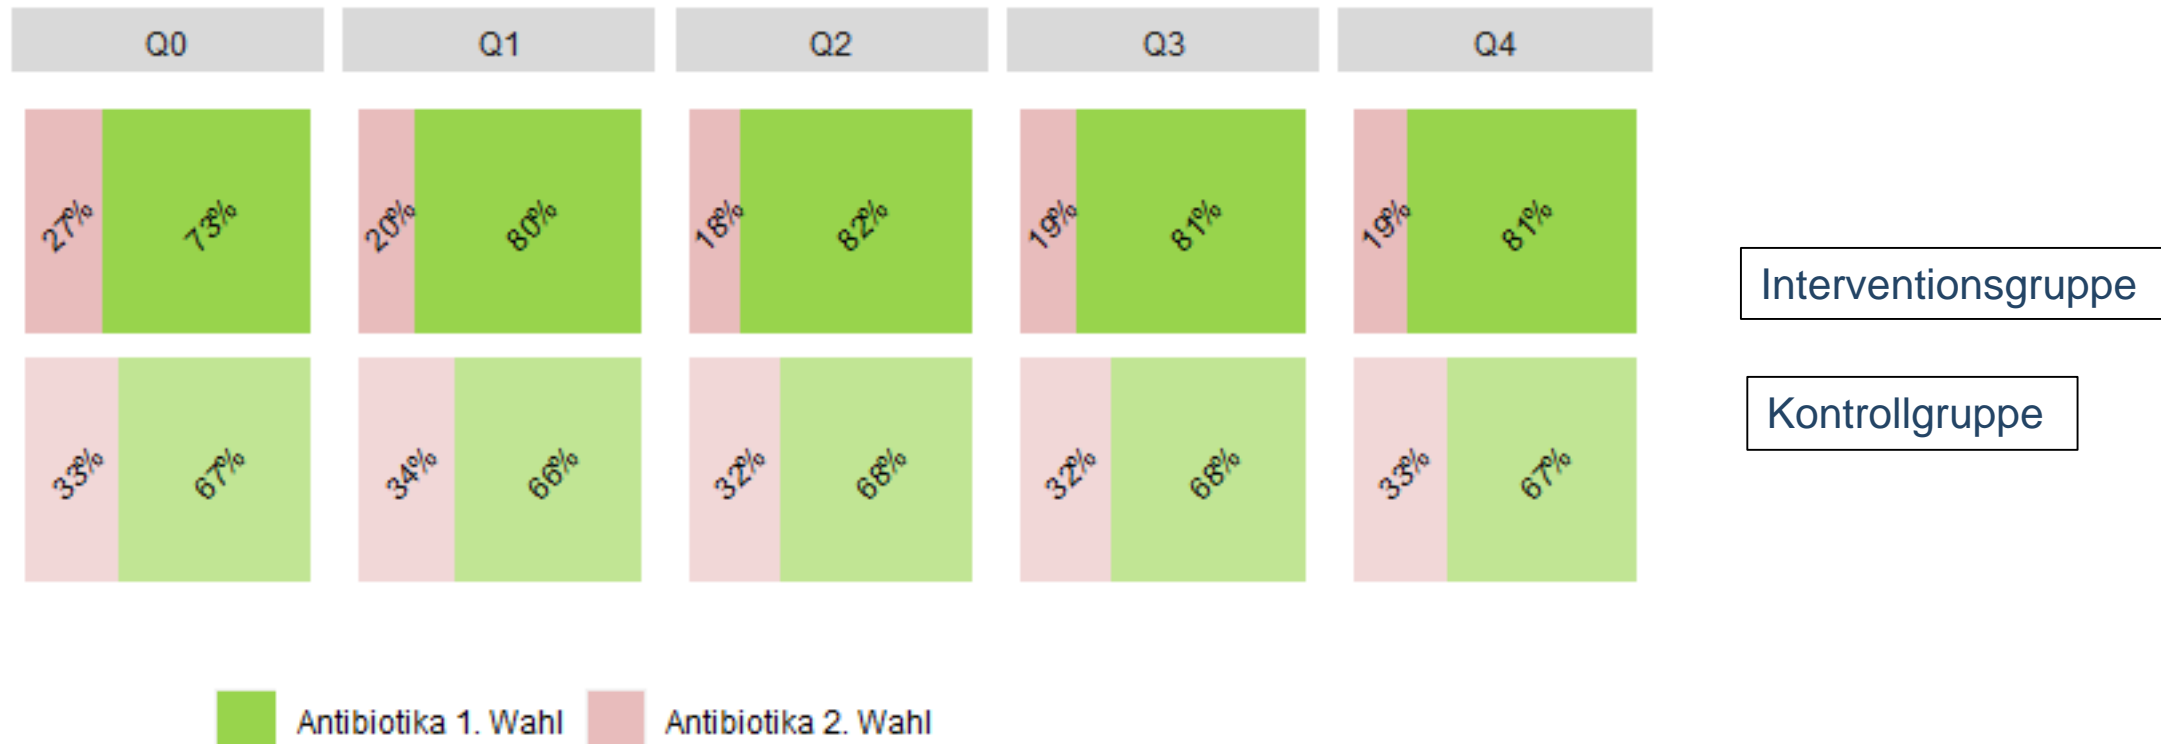 Q0 Q1 Q2 Q3 Q4
27% 73% 20% 80% 18% 82% 19% 81% 19% 81%
Interventionsgruppe
33% 67% 34% 66% 32% 68% 32% 68% 33% 67%
Kontrollgruppe
Antibiotika 1. Wahl Antibiotika 2. Wahl